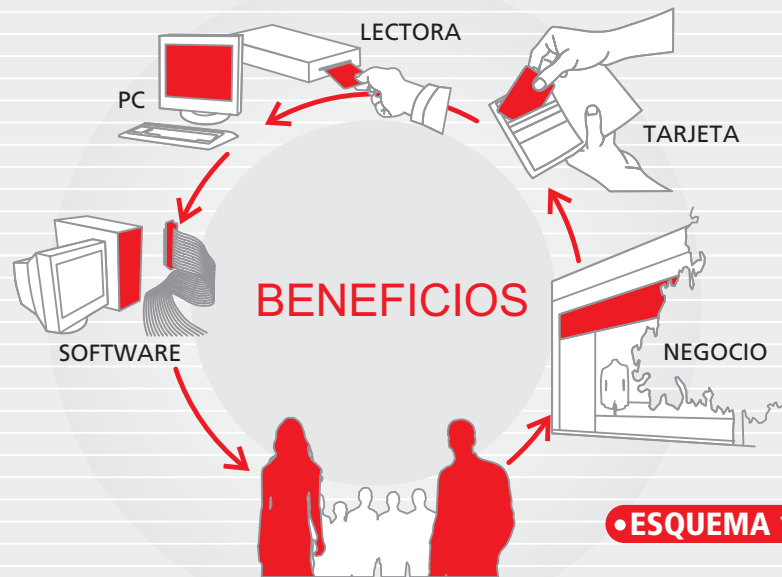 LECTORA
PC
TARJETA
BENEFICIOS
SOFTWARE
NEGOCIO
•ESQUEMA